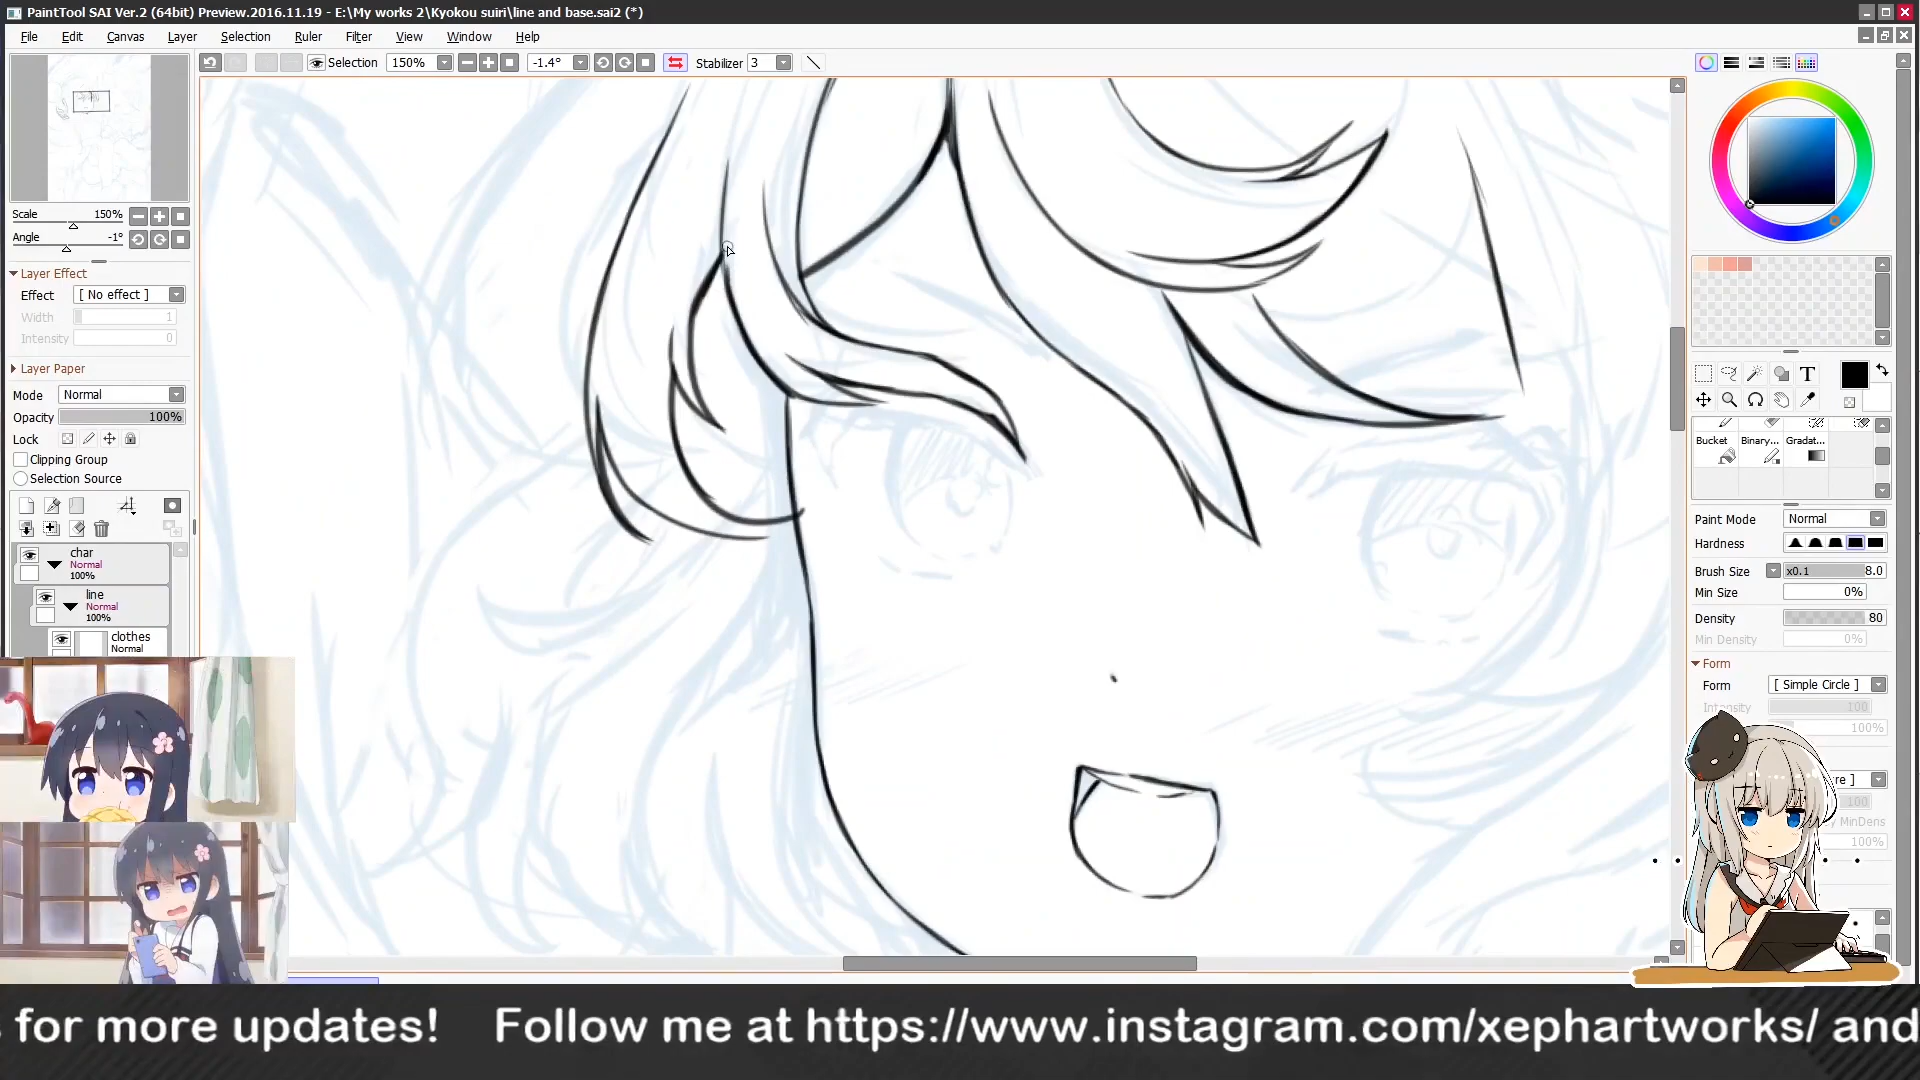 PaintTool SAI Ver.2 (64bit) Preview.2016.11.19 - E:\My works 2\Kyokou suiri\line and base.sai2 (*)
File Edit Canvas Layer Selection Ruler Filter View Window Help
Selection 150% -1.4° Stabilizer 3
Scale 150%
Angle -1°
Layer Effect
Effect [ No effect ]
Width 1
Intensity 0
Layer Paper
Mode Normal
Opacity 100%
Lock
Clipping Group
Selection Source
char
Normal
100%
line
Normal
100%
clothes
Normal
T
Bucket Binary... Gradat...
Paint Mode Normal
Hardness
Brush Size x0.1 8.0
Min Size 0%
Density 80
Min Density 0%
Form
Form [ Simple Circle ]
Intensity 100
100%
re ]
100
y MinDens
100%
for more updates! Follow me at https://www.instagram.com/xephartworks/ and